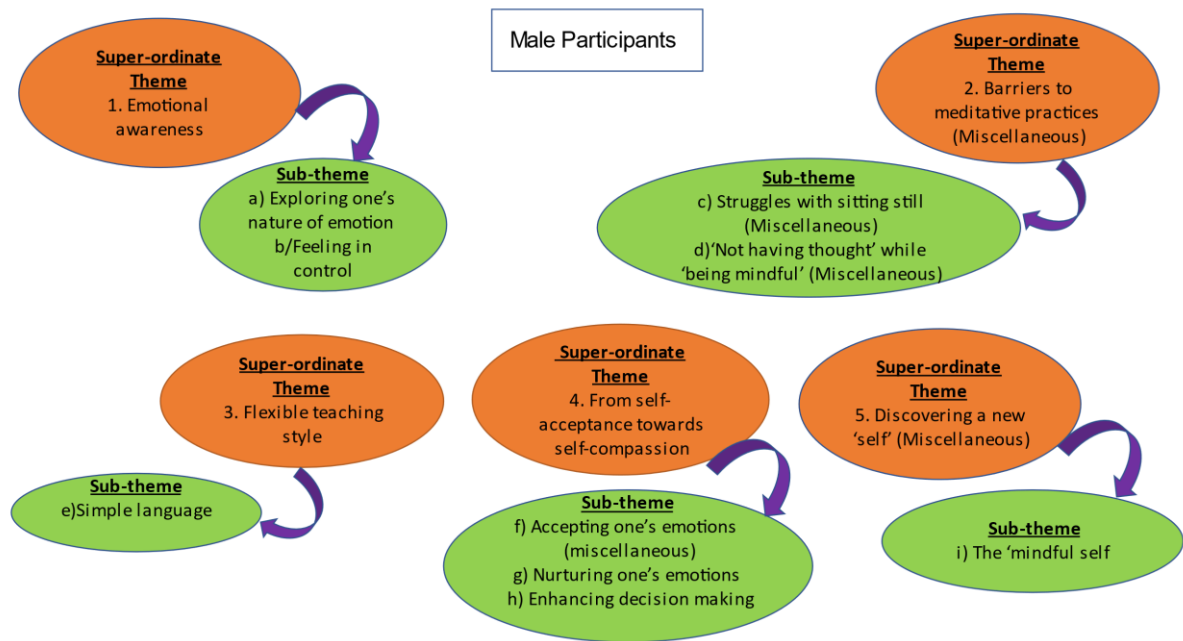 Male Participants
Super-ordinate
Theme
1. Emotional
awareness
Sub-theme
a) Exploring one's
nature of emotion
b/Feeling in
control
Super-ordinate
Theme
2. Barriers to
meditative practices
(Miscellaneous)
Sub-theme
c) Struggles with sitting still
(Miscellaneous)
d)‘Not having thought’ while
‘being mindful’ (Miscellaneous)
Super-ordinate
Theme
3. Flexible teaching
style
Sub-theme
e)Simple language
Super-ordinate
Theme
4. From self-
acceptance towards
self-compassion
Sub-theme
f) Accepting one’s emotions
(miscellaneous)
g) Nurturing one’s emotions
h) Enhancing decision making
Super-ordinate
Theme
5. Discovering a new
‘self’ (Miscellaneous)
Sub-theme
i) The ‘mindful self